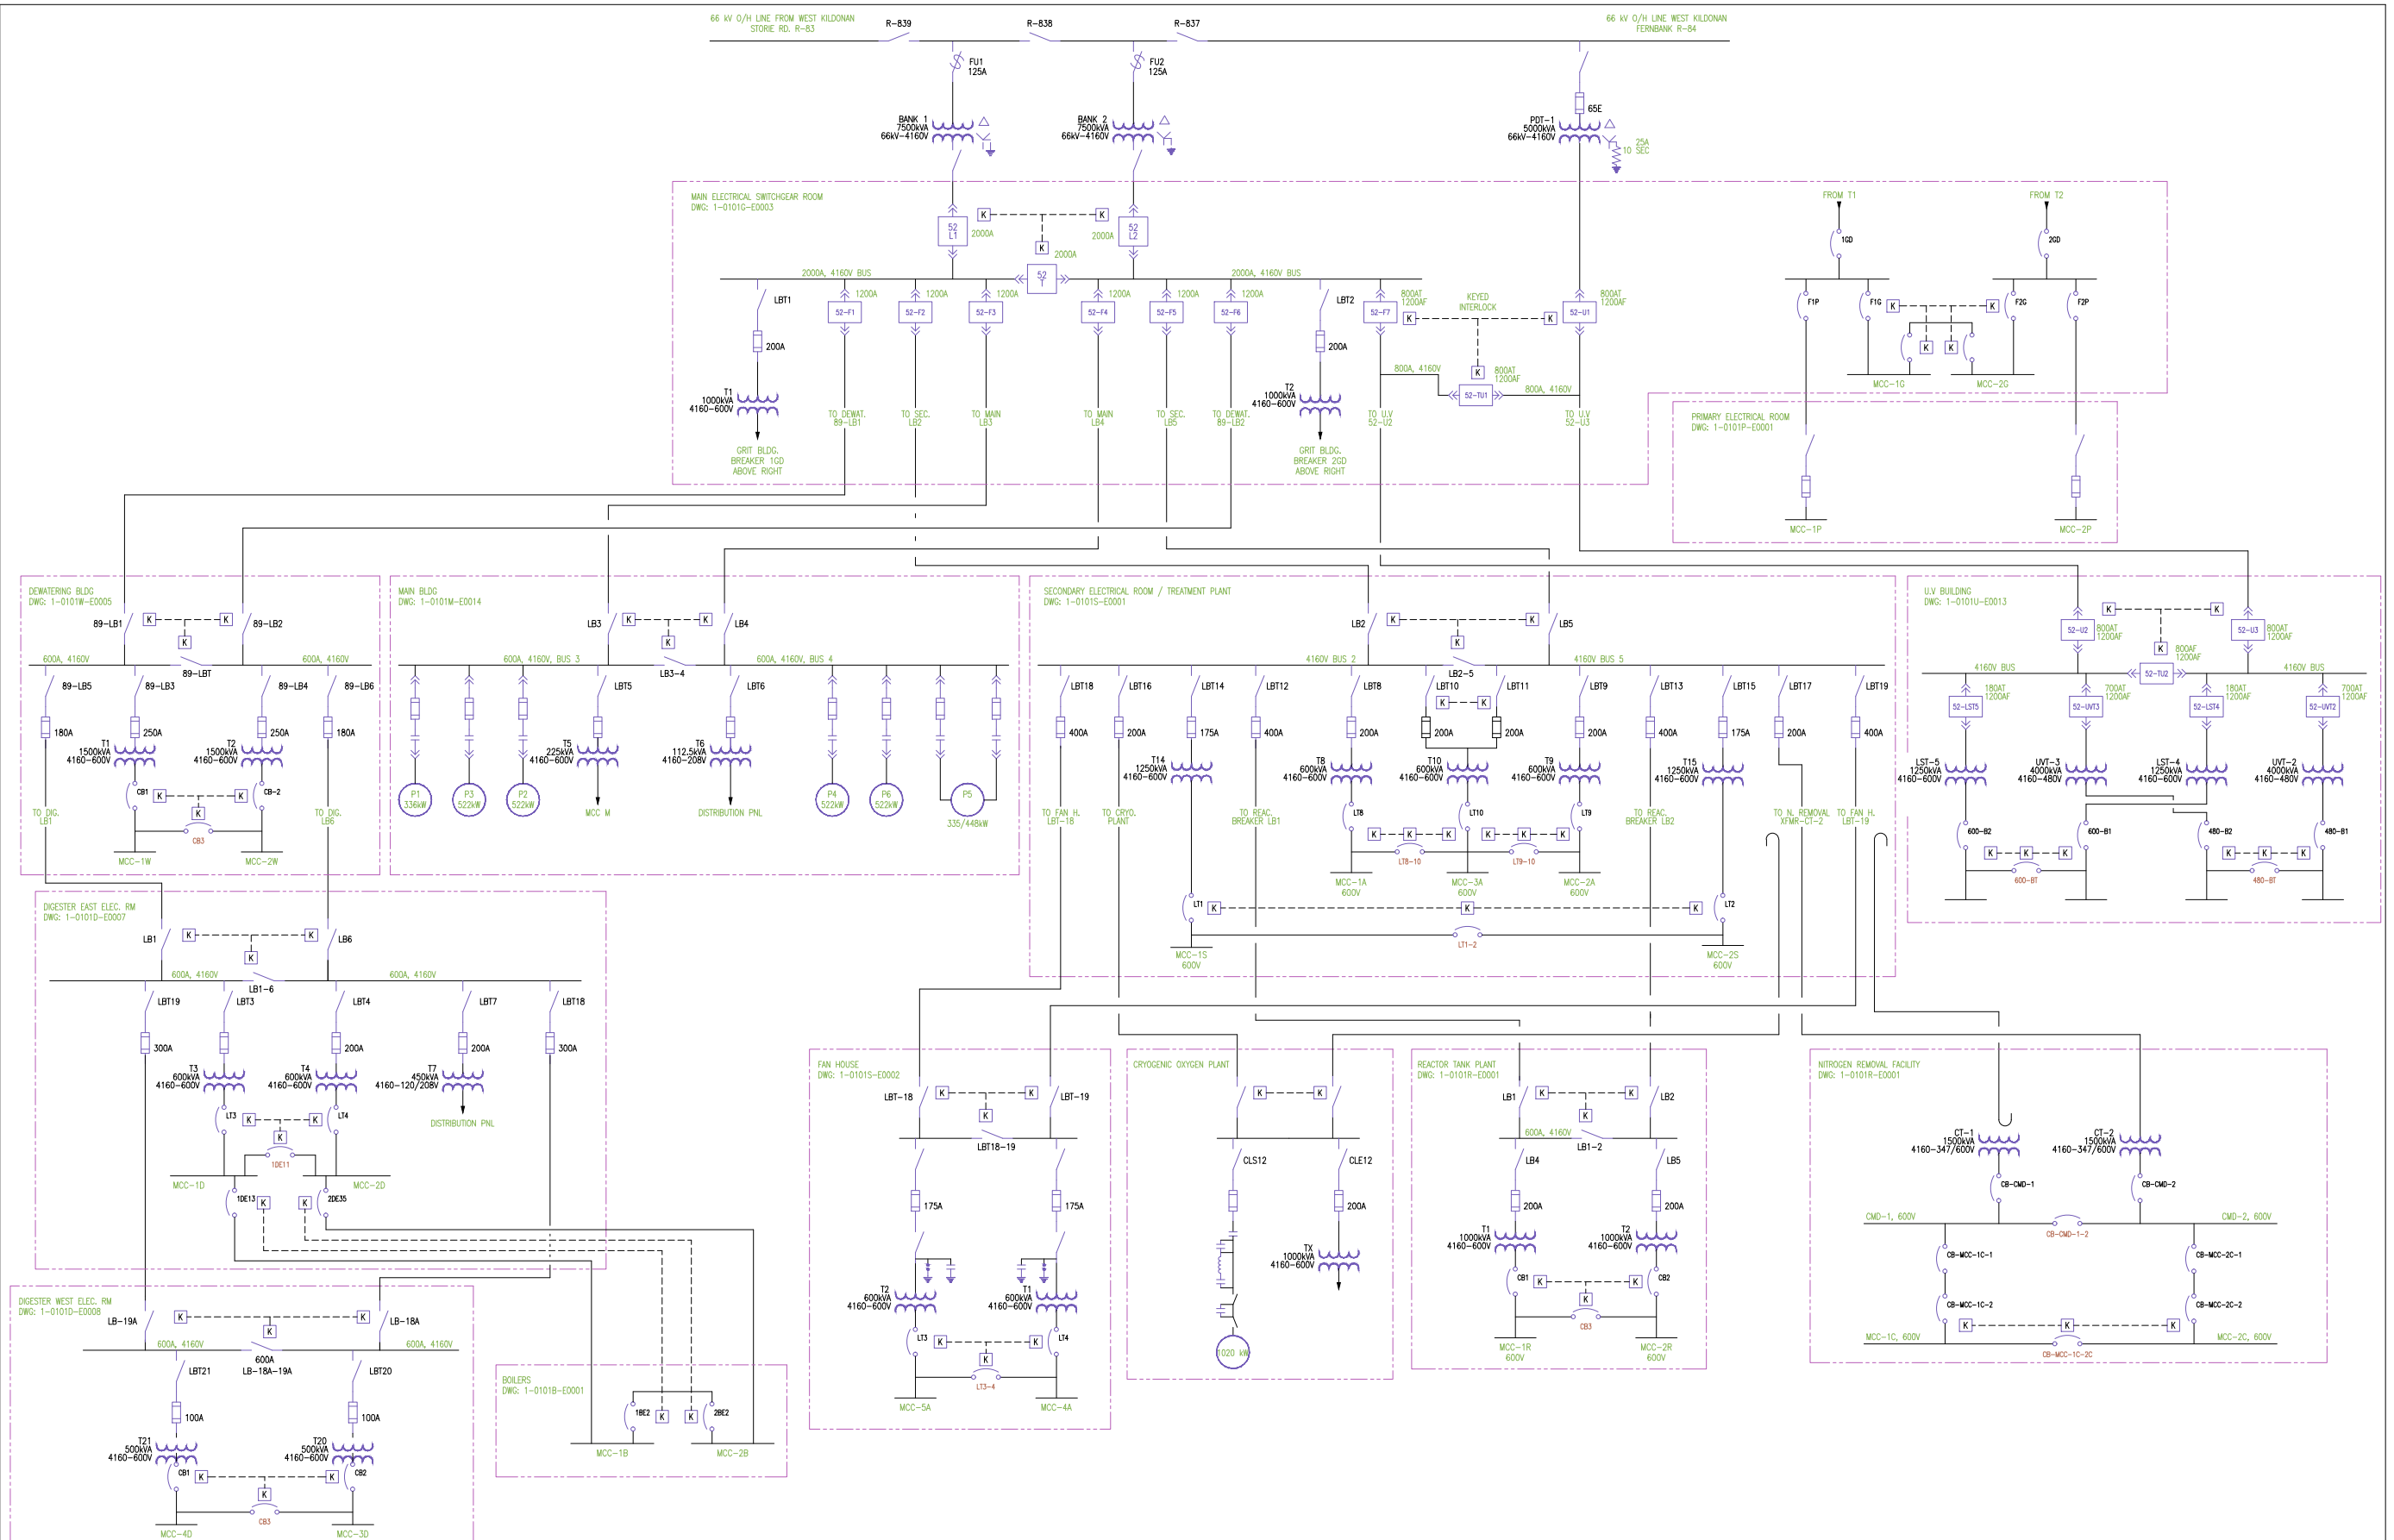 66 kV O/H LINE FROM WEST KILDONAN
STORIE RD. R-83
R-839
R-838
R-837
66 kV O/H LINE WEST KILDONAN
FERNBANK R-84
FU1
125A
FU2
125A
65E
BANK 1
7500kVA
66kV-4160V
BANK 2
7500kVA
66kV-4160V
PDT-1
5000kVA
66kV-4160V
25A
10 SEC
MAIN ELECTRICAL SWITCHGEAR ROOM
DWG: 1-0101G-E0003
52
L1
2000A
K
K
K
2000A
52
L2
2000A
52
T
2000A, 4160V BUS
2000A, 4160V BUS
LBT1
200A
1200A
52-F1
1200A
52-F2
1200A
52-F3
1200A
52-F4
1200A
52-F5
1200A
52-F6
LBT2
200A
800AT
1200AF
52-F7
KEYED
INTERLOCK
K
K
K
800AT
1200AF
52-U1
800A, 4160V
800AT
1200AF
52-TU1
800A, 4160V
T1
1000kVA
4160-600V
GRIT BLDG.
BREAKER 1GD
ABOVE RIGHT
TO DEWAT.
89-LB1
TO SEC.
LB2
TO MAIN
LB3
TO MAIN
LB4
TO SEC.
LB5
TO DEWAT.
89-LB2
T2
1000kVA
4160-600V
GRIT BLDG.
BREAKER 2GD
ABOVE RIGHT
TO U.V
52-U2
TO U.V
52-U3
FROM T1
FROM T2
1GD
2GD
F1P
F1G
K
K
F2G
F2P
K
K
MCC-1G
MCC-2G
PRIMARY ELECTRICAL ROOM
DWG: 1-0101P-E0001
MCC-1P
MCC-2P
DEWATERING BLDG
DWG: 1-0101W-E0005
89-LB1
K
K
K
89-LB2
600A, 4160V
600A, 4160V
89-LBT
89-LB5
89-LB3
89-LB4
89-LB6
180A
250A
250A
180A
T1
1500kVA
4160-600V
T2
1500kVA
4160-600V
CB1
K
K
K
CB-2
CB3
TO DIG.
LB1
TO DIG.
LB6
MCC-1W
MCC-2W
MAIN BLDG
DWG: 1-0101M-E0014
LB3
K
K
K
LB4
600A, 4160V, BUS 3
600A, 4160V, BUS 4
LB3-4
LBT5
LBT6
T5
225kVA
4160-600V
T6
112.5kVA
4160-208V
P1
336kW
P3
522kW
P2
522kW
MCC M
DISTRIBUTION PNL
P4
522kW
P6
522kW
P5
335/448kW
SECONDARY ELECTRICAL ROOM / TREATMENT PLANT
DWG: 1-0101S-E0001
LB2
K
K
K
LB5
4160V BUS 2
4160V BUS 5
LB2-5
LBT18
LBT16
LBT14
LBT12
LBT8
LBT10
LBT11
LBT9
LBT13
LBT15
LBT17
LBT19
K
K
400A
200A
175A
400A
200A
200A
200A
200A
400A
175A
200A
400A
T14
1250kVA
4160-600V
T8
600kVA
4160-600V
T10
600kVA
4160-600V
T9
600kVA
4160-600V
T15
1250kVA
4160-600V
TO FAN H.
LBT-18
TO CRYO.
PLANT
TO REAC.
BREAKER LB1
LT8
LT10
LT9
TO REAC.
BREAKER LB2
TO N. REMOVAL
XFMR-CT-2
TO FAN H.
LBT-19
K
K
K
K
K
K
LT8-10
LT9-10
MCC-1A
600V
MCC-3A
600V
MCC-2A
600V
LT1
K
K
K
LT2
LT1-2
MCC-1S
600V
MCC-2S
600V
U.V BUILDING
DWG: 1-0101U-E0013
52-U2
800AT
1200AF
K
K
K
52-U3
800AT
1200AF
800AF
1200AF
52-TU2
4160V BUS
4160V BUS
180AT
1200AF
52-LST5
700AT
1200AF
52-UVT3
180AT
1200AF
52-LST4
700AT
1200AF
52-UVT2
LST-5
1250kVA
4160-600V
UVT-3
4000kVA
4160-480V
LST-4
1250kVA
4160-600V
UVT-2
4000kVA
4160-480V
600-B2
600-B1
480-B2
480-B1
K
K
K
K
K
K
600-BT
480-BT
DIGESTER EAST ELEC. RM
DWG: 1-0101D-E0007
LB1
K
K
K
LB6
600A, 4160V
600A, 4160V
LB1-6
LBT19
LBT3
LBT4
LBT7
LBT18
300A
200A
200A
300A
T3
600kVA
4160-600V
T4
600kVA
4160-600V
T7
450kVA
4160-120/208V
LT3
K
K
K
LT4
DISTRIBUTION PNL
1DE11
MCC-1D
MCC-2D
1DE13
K
K
2DE35
DIGESTER WEST ELEC. RM
DWG: 1-0101D-E0008
LB-19A
K
K
K
LB-18A
600A, 4160V
600A, 4160V
600A
LB-18A-19A
LBT21
LBT20
100A
100A
T21
500kVA
4160-600V
T20
500kVA
4160-600V
CB1
K
K
K
CB2
CB3
MCC-4D
MCC-3D
BOILERS
DWG: 1-0101B-E0001
1BE2
K
K
2BE2
MCC-1B
MCC-2B
FAN HOUSE
DWG: 1-0101S-E0002
LBT-18
K
K
K
LBT-19
LBT18-19
175A
175A
T2
600kVA
4160-600V
T1
600kVA
4160-600V
LT3
K
K
K
LT4
LT3-4
MCC-5A
MCC-4A
CRYOGENIC OXYGEN PLANT
K
K
CLS12
CLE12
200A
TX
1000kVA
4160-600V
1020 kW
REACTOR TANK PLANT
DWG: 1-0101R-E0001
LB1
K
K
K
LB2
600A, 4160V
LB1-2
LB4
LB5
200A
200A
T1
1000kVA
4160-600V
T2
1000kVA
4160-600V
CB1
K
K
K
CB2
CB3
MCC-1R
600V
MCC-2R
600V
NITROGEN REMOVAL FACILITY
DWG: 1-0101R-E0001
CT-1
1500kVA
4160-347/600V
CT-2
1500kVA
4160-347/600V
CB-CMD-1
CB-CMD-2
CMD-1, 600V
CMD-2, 600V
CB-CMD-1-2
CB-MCC-1C-1
CB-MCC-2C-1
CB-MCC-1C-2
CB-MCC-2C-2
K
K
K
MCC-1C, 600V
MCC-2C, 600V
CB-MCC-1C-2C